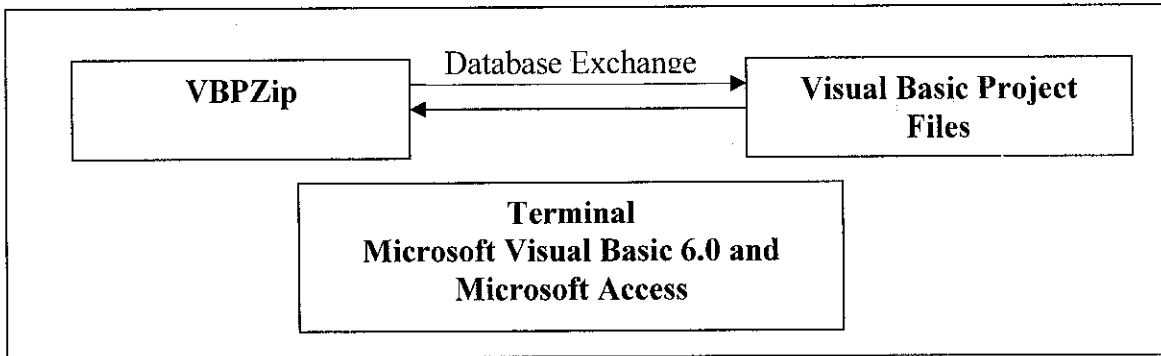 Database Exchange
VBPZip
Visual Basic Project
Files
Terminal
Microsoft Visual Basic 6.0 and
Microsoft Access